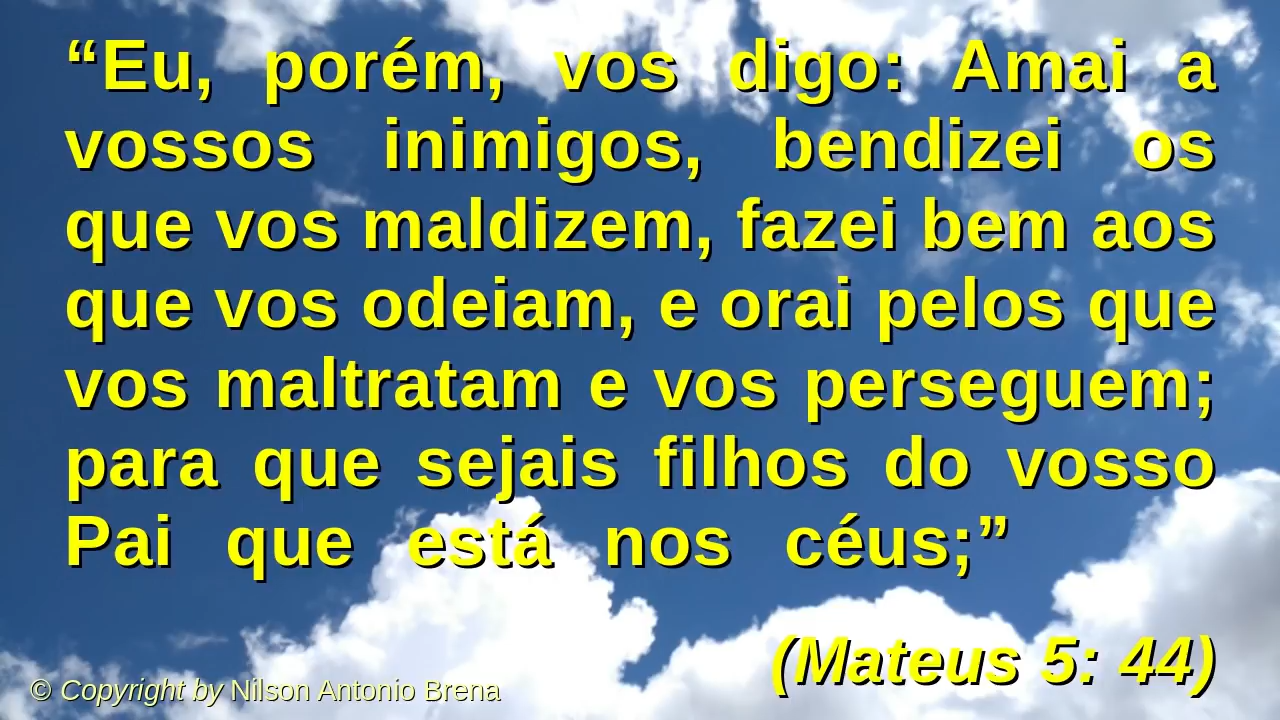 “Eu, porém, vos digo: Amai a
vossos inimigos, bendizei os
que vos maldizem, fazei bem aos
que vos odeiam, e orai pelos que
vos maltratam e vos perseguem;
para que sejais filhos do vosso
Pai que está nos céus;”
(Mateus 5: 44)
© Copyright by Nilson Antonio Brena